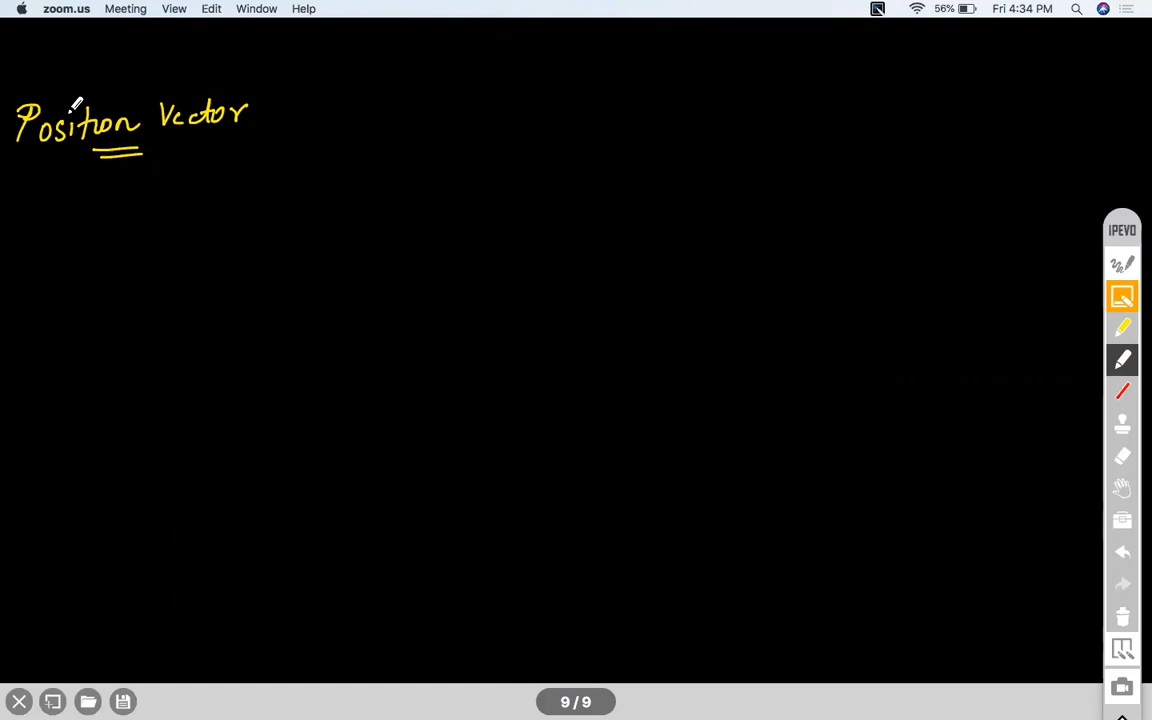 zoom.us Meeting View Edit Window Help 56% Fri 4:34 PM
Position Vector
IPEVO
9 / 9